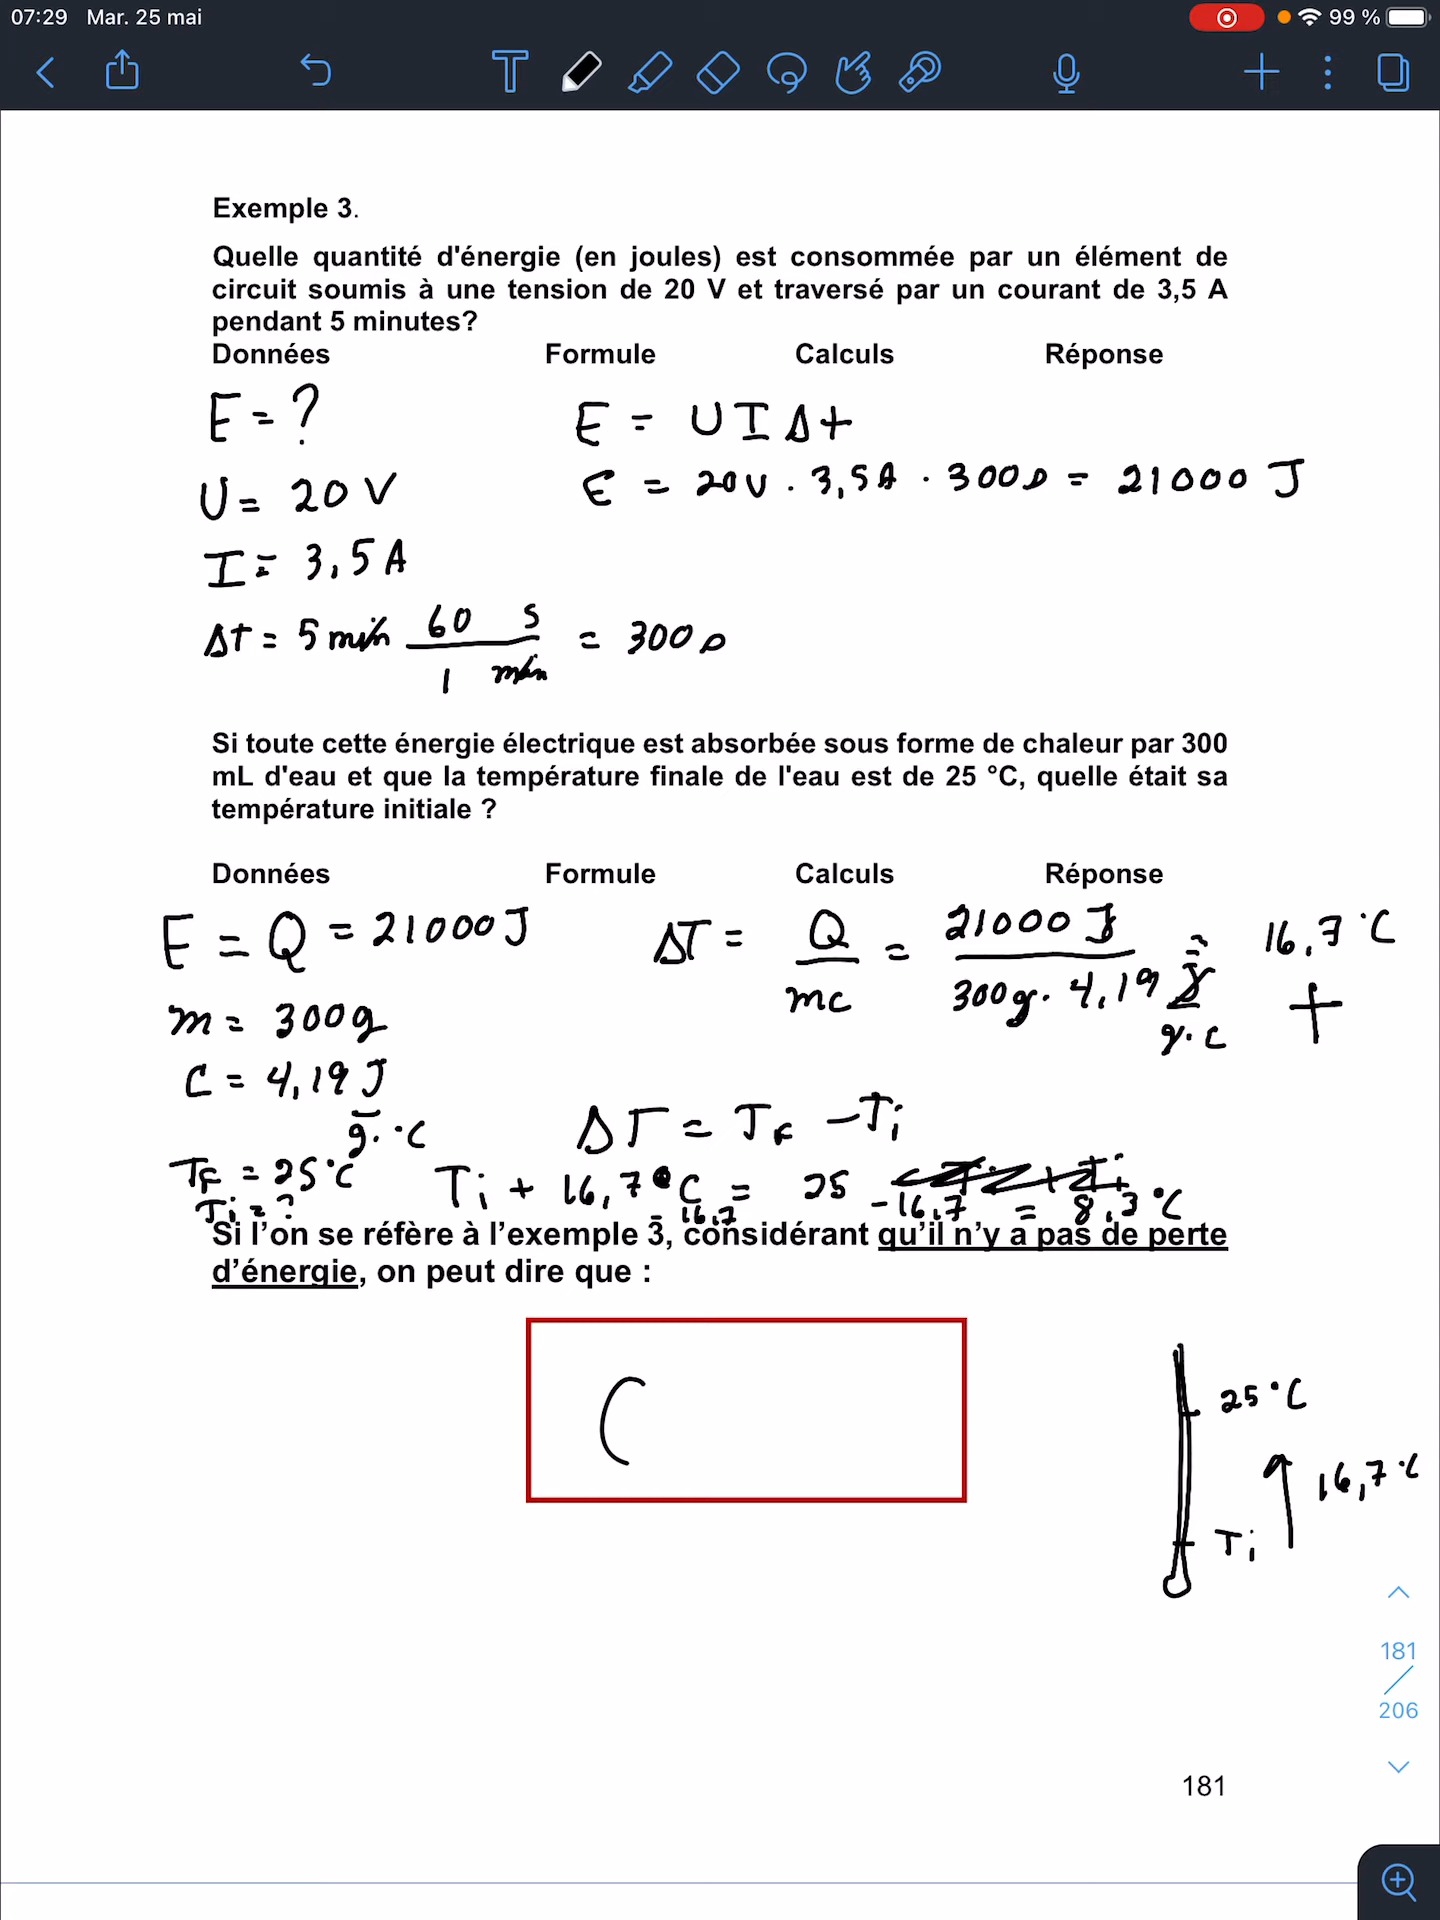 07:29 Mar. 25 mai 99 %
Exemple 3.
Quelle quantité d'énergie (en joules) est consommée par un élément de
circuit soumis à une tension de 20 V et traversé par un courant de 3,5 A
pendant 5 minutes?
Données Formule Calculs Réponse
E = ? E = U I Δt
U = 20 V E = 20V · 3,5A · 300s = 21000 J
I = 3,5 A
Δt = 5 min 60 s / 1 min = 300s
Si toute cette énergie électrique est absorbée sous forme de chaleur par 300
mL d'eau et que la température finale de l'eau est de 25 °C, quelle était sa
température initiale ?
Données Formule Calculs Réponse
E = Q = 21000J ΔT = Q / mc = 21000 J / 300g · 4,19 J / g·C = 16,7 °C
m = 300g
C = 4,19 J / g·°C
ΔT = TF - Ti
TF = 25°C Ti + 16,7 °C = 25
Ti = ? - 16,7 - 16,7 = 8,3 °C
Si l'on se réfère à l'exemple 3, considérant qu'il n'y a pas de perte
d'énergie, on peut dire que :
(
25 °C
16,7 °C
Ti
181
206
181